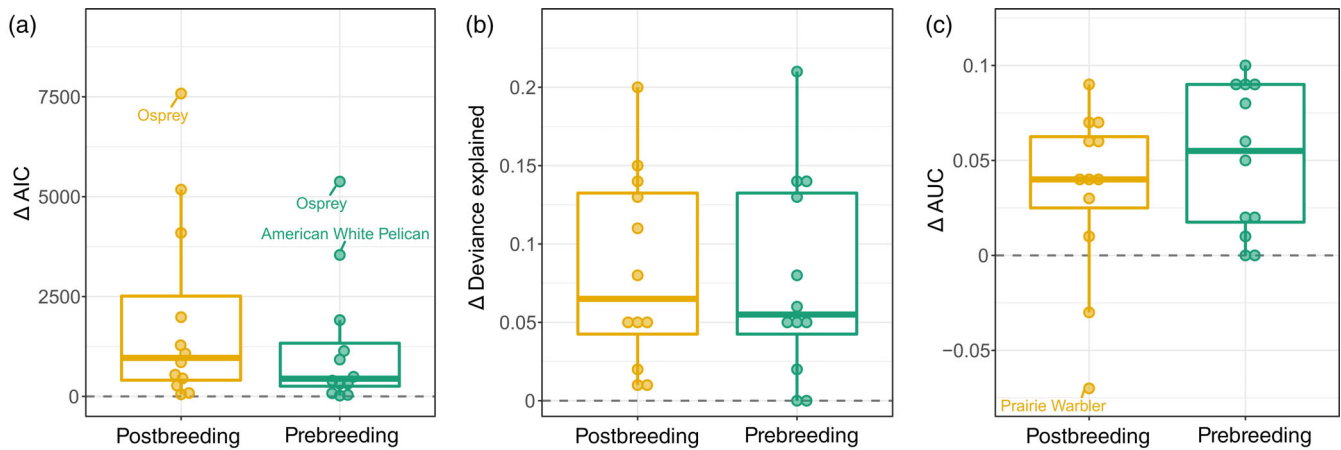 (a)
Δ AIC
7500
5000
2500
0
Osprey
Osprey
American White Pelican
Postbreeding
Prebreeding
(b)
Δ Deviance explained
0.2
0.15
0.1
0.05
0
Postbreeding
Prebreeding
(c)
Δ AUC
0.1
0.05
0
−0.05
Prairie Warbler
Postbreeding
Prebreeding